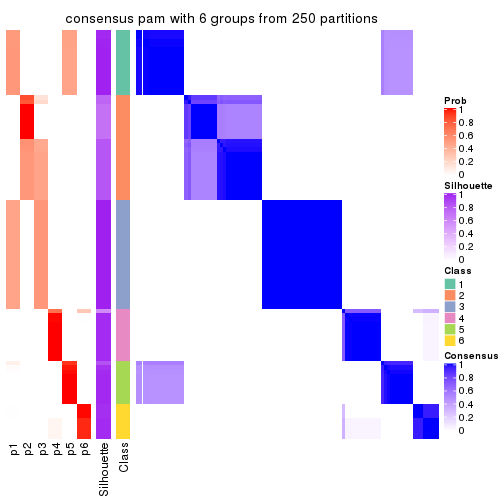 consensus pam with 6 groups from 250 partitions
Prob
1
0.8
0.6
0.4
0.2
0
Silhouette
1
0.8
0.6
0.4
0.2
0
Class
1
2
3
4
5
6
Consensus
1
0.8
0.6
0.4
0.2
0
p1
p2
p3
p4
p5
p6
Silhouette
Class